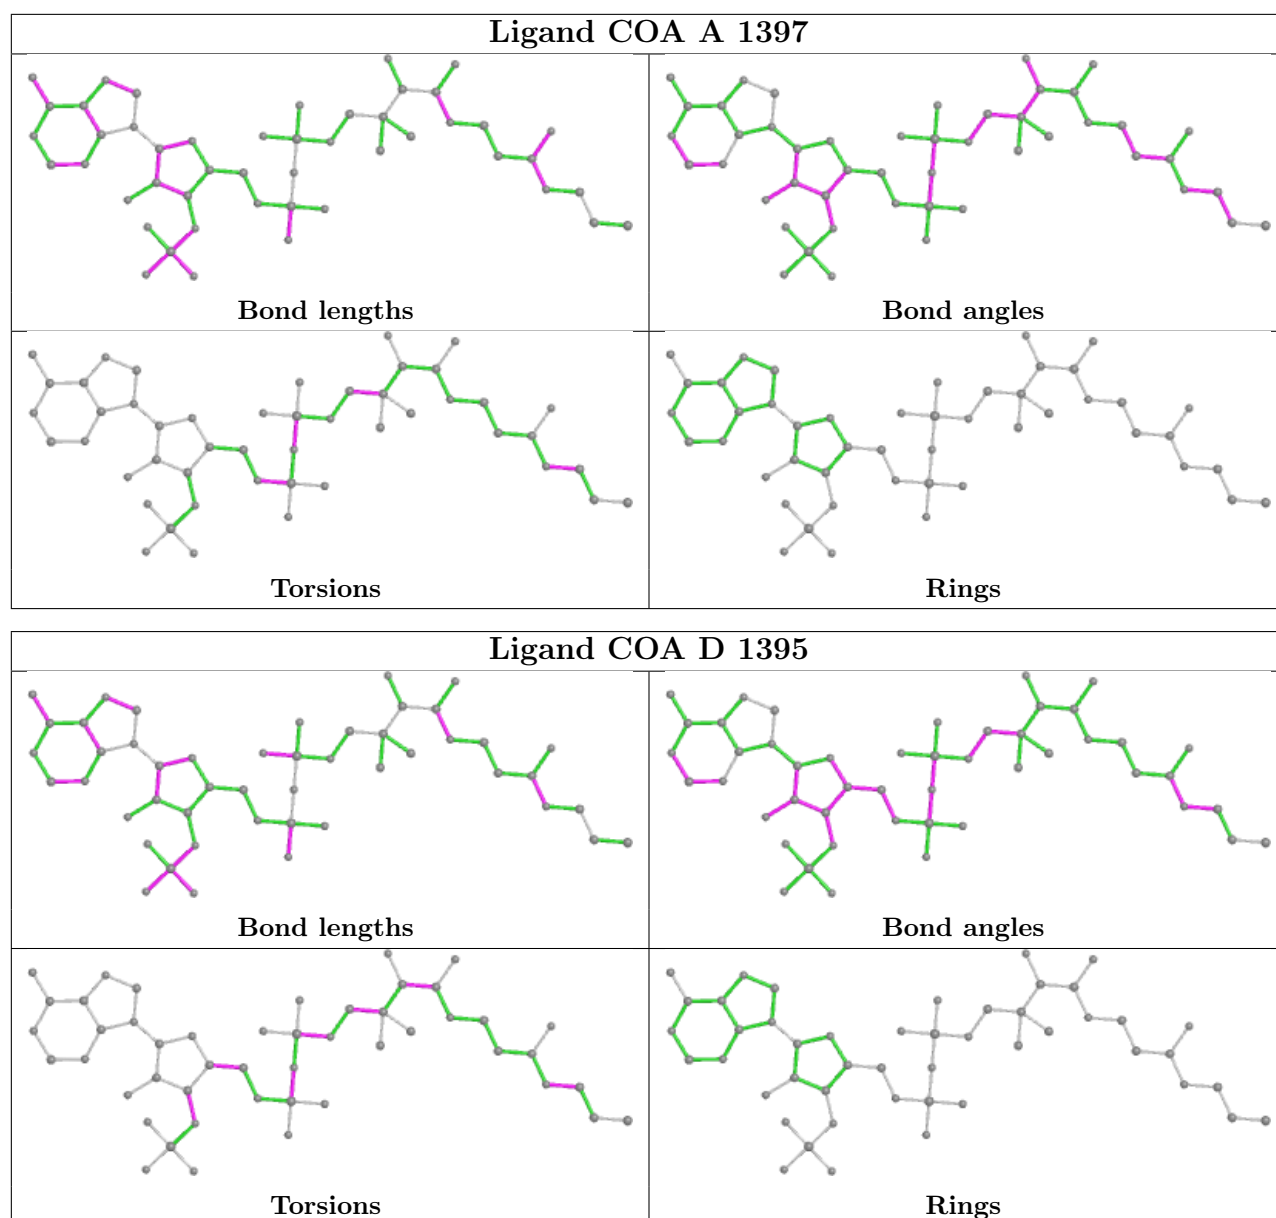 Ligand COA A 1397
Bond lengths
Bond angles
Torsions
Rings
Ligand COA D 1395
Bond lengths
Bond angles
Torsions
Rings